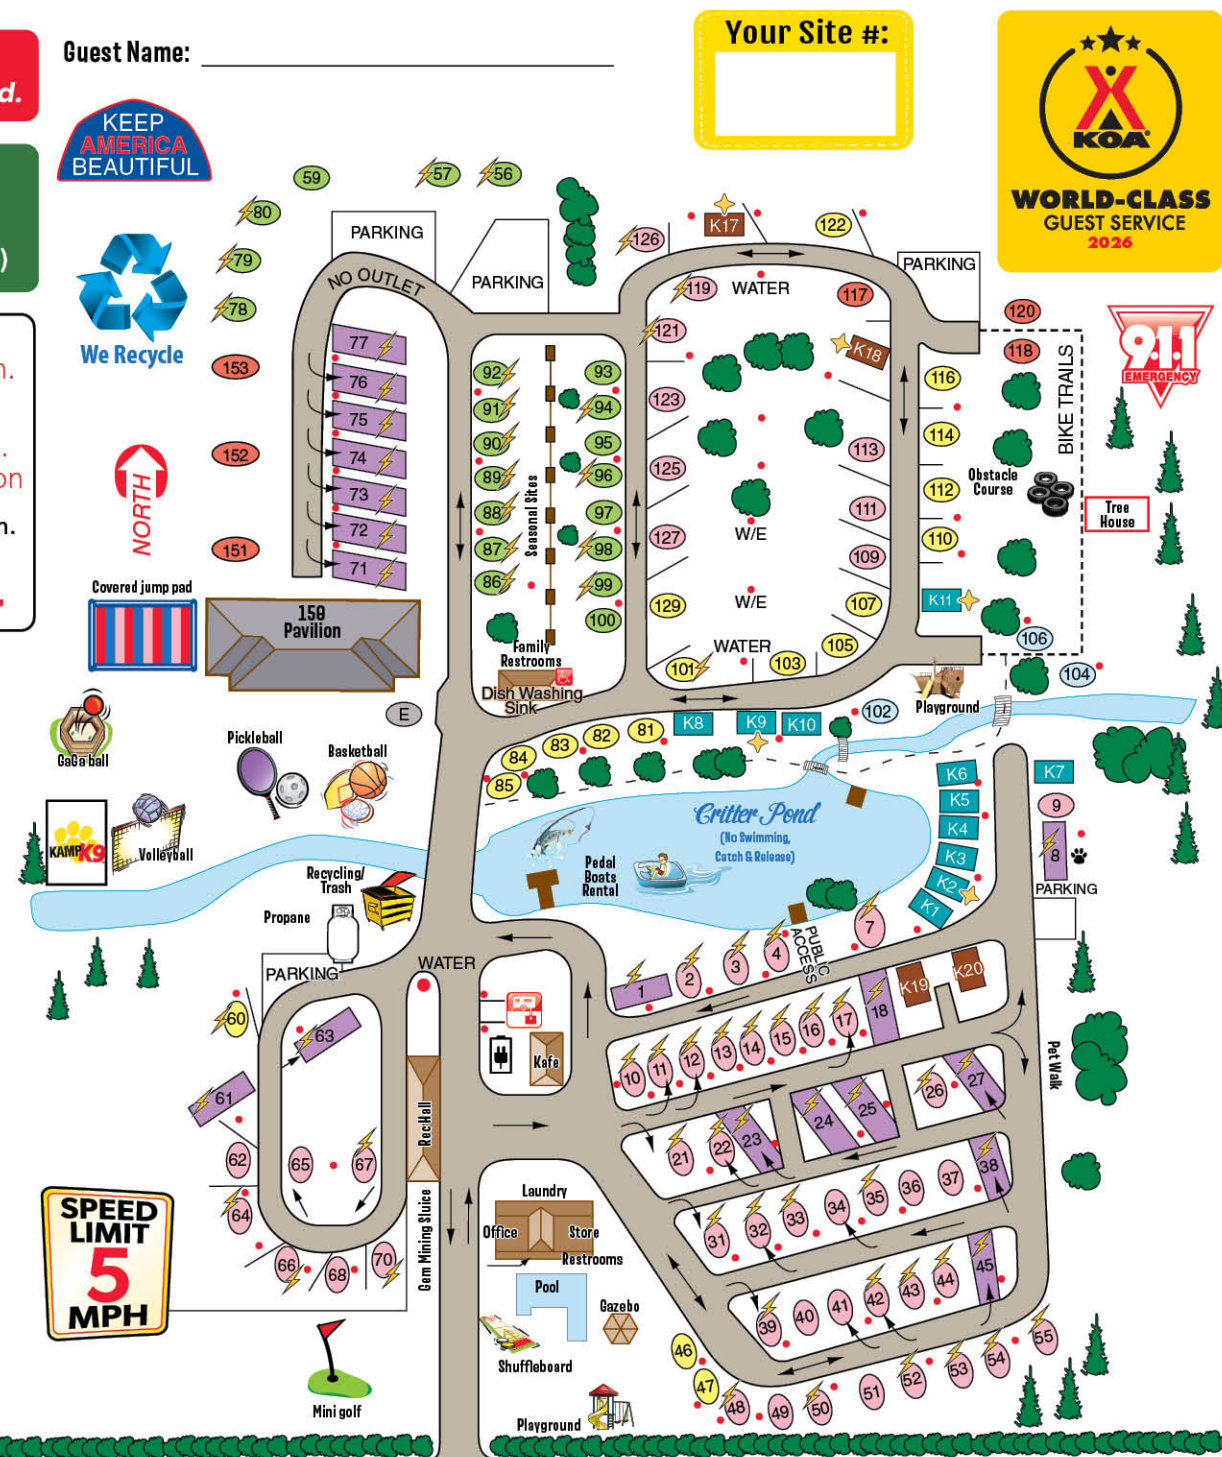 d.
)
n.
.
on
m.
Guest Name:
Your Site #:
KOA
WORLD-CLASS
GUEST SERVICE
2026
KEEP
AMERICA
BEAUTIFUL
We Recycle
NORTH
59
57
56
80
79
78
153
152
151
PARKING
NO OUTLET
PARKING
77
76
75
74
73
72
71
92
91
90
89
88
87
86
Seasonal Sites
93
94
95
96
97
98
99
100
126
K17
122
PARKING
119
WATER
117
121
K18
123
125
127
129
113
111
109
107
W/E
W/E
WATER
101
103
105
120
118
116
114
112
110
K11
106
104
BIKE TRAILS
Obstacle
Course
Tree
House
9.1.1
EMERGENCY
Covered jump pad
150
Pavilion
Family
Restrooms
Dish Washing
Sink
E
GaGa ball
Pickleball
Basketball
KAMP K9
Volleyball
84
83
82
81
85
K8
K9
K10
102
Playground
Critter Pond
(No Swimming,
Catch & Release)
Pedal
Boats
Rental
K6
K5
K4
K3
K2
K1
K7
9
8
PARKING
Recycling/
Trash
Propane
PARKING
WATER
PUBLIC
ACCESS
1
2
3
4
7
60
63
61
62
64
65
67
66
68
70
Kafe
Rec Hall
Gem Mining Sluice
10
11
12
13
14
15
16
17
18
K19
K20
21
22
23
24
25
26
27
Pet Walk
31
32
33
34
35
36
37
38
39
40
41
42
43
44
45
46
47
48
49
50
51
52
53
54
55
Laundry
Office
Store
Restrooms
Pool
Gazebo
Shuffleboard
Playground
SPEED
LIMIT
5
MPH
Mini golf